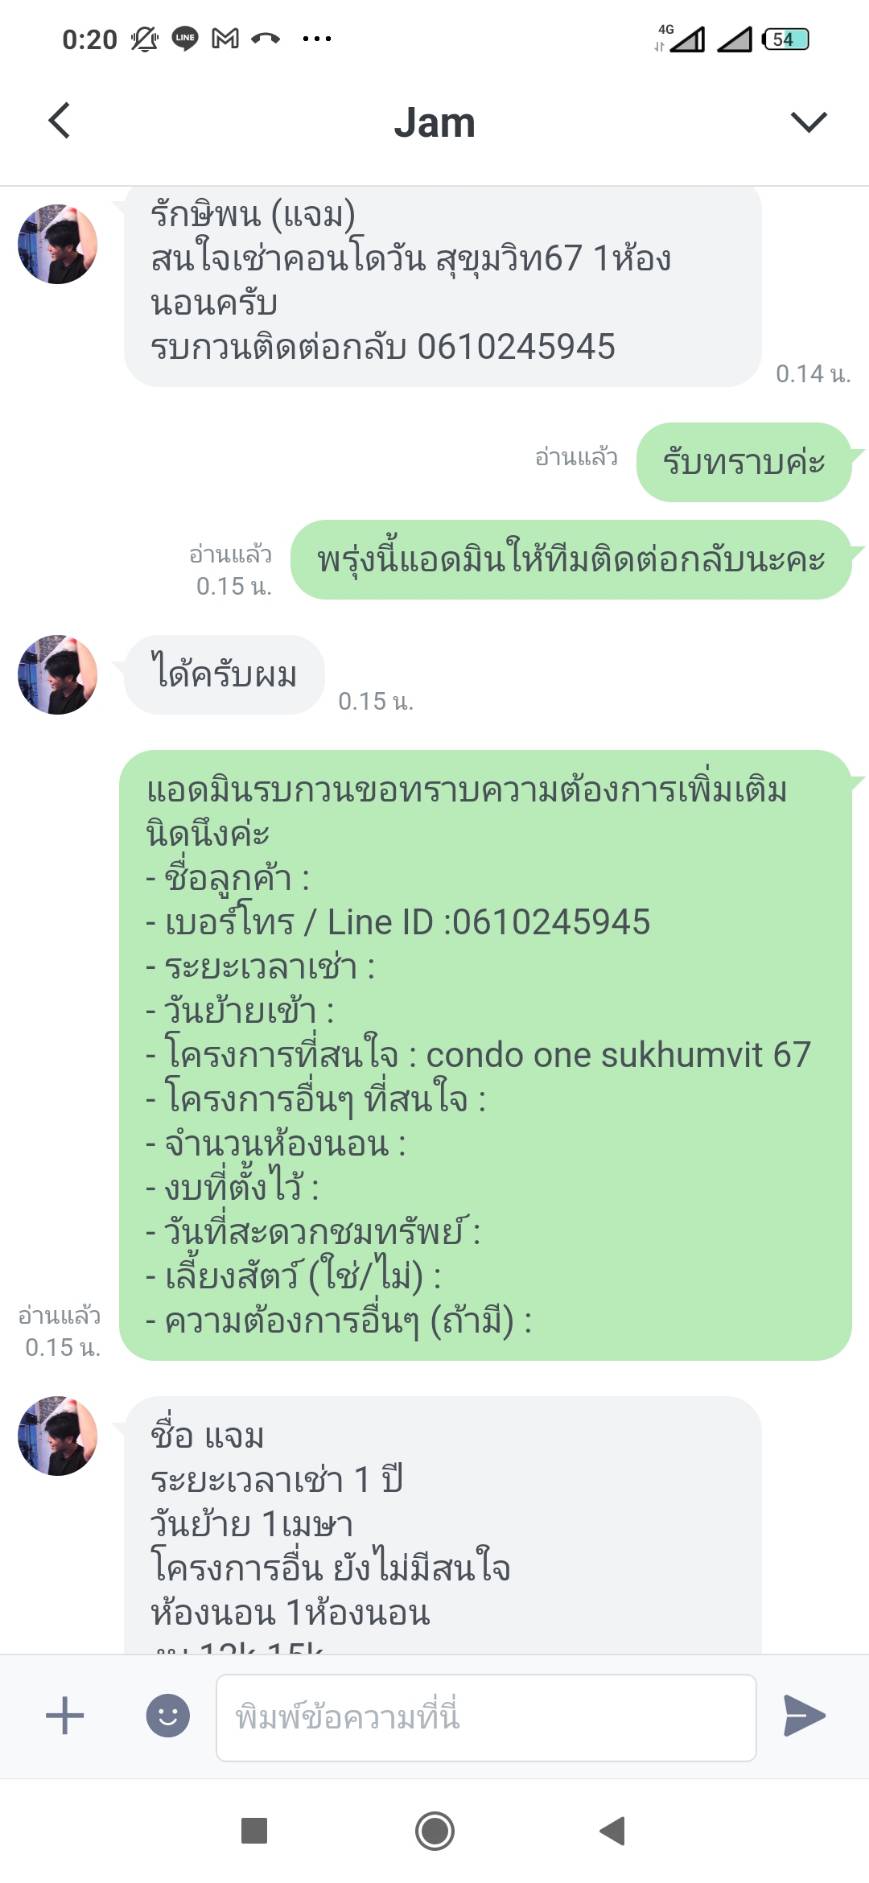 0:20
LINE
4G
54
Jam
รักษิพน (แจม)
สนใจเช่าคอนโดวัน สุขุมวิท67 1ห้อง
นอนครับ
รบกวนติดต่อกลับ 0610245945
0.14 น.
อ่านแล้ว
รับทราบค่ะ
อ่านแล้ว
0.15 น.
พรุ่งนี้แอดมินให้ทีมติดต่อกลับนะคะ
ได้ครับผม
0.15 น.
แอดมินรบกวนขอทราบความต้องการเพิ่มเติม
นิดนึงค่ะ
- ชื่อลูกค้า :
- เบอร์โทร / Line ID :0610245945
- ระยะเวลาเช่า :
- วันย้ายเข้า :
- โครงการที่สนใจ : condo one sukhumvit 67
- โครงการอื่นๆ ที่สนใจ :
- จำนวนห้องนอน :
- งบที่ตั้งไว้ :
- วันที่สะดวกชมทรัพย์ :
- เลี้ยงสัตว์ (ใช่/ไม่) :
- ความต้องการอื่นๆ (ถ้ามี) :
อ่านแล้ว
0.15 น.
ชื่อ แจม
ระยะเวลาเช่า 1 ปี
วันย้าย 1เมษา
โครงการอื่น ยังไม่มีสนใจ
ห้องนอน 1ห้องนอน
12k 15k
พิมพ์ข้อความที่นี่